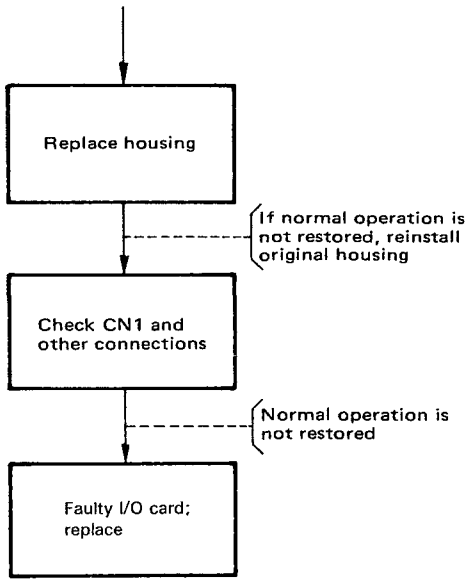 Replace housing
If normal operation is
not restored, reinstall
original housing
Check CN1 and
other connections
Normal operation is
not restored
Faulty I/O card;
replace